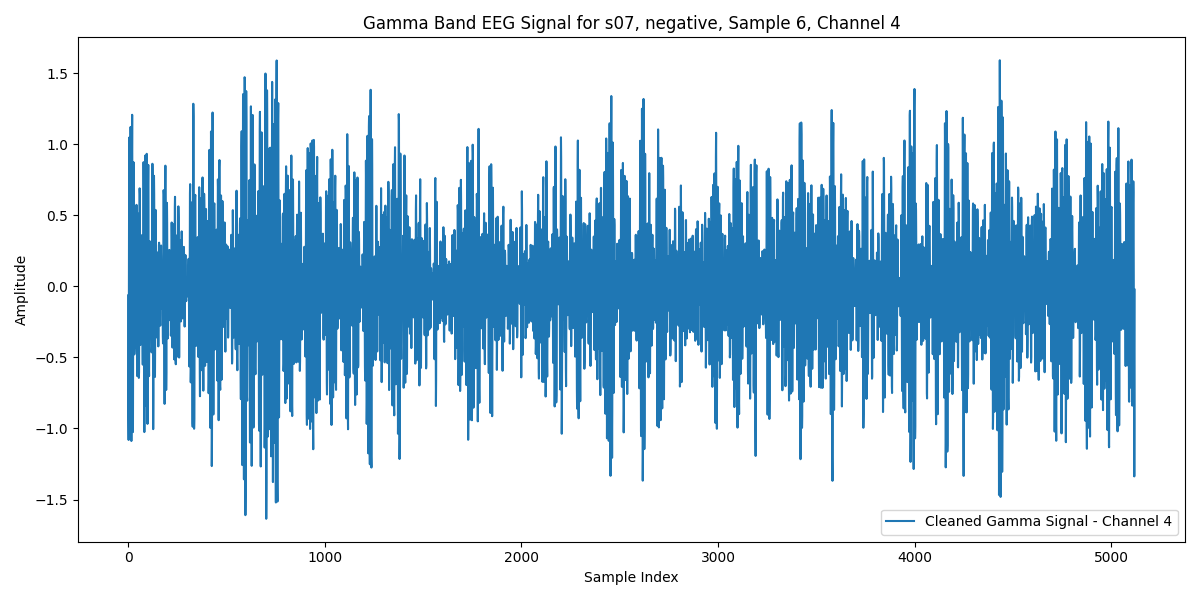 Gamma Band EEG Signal for s07, negative, Sample 6, Channel 4
1.5
1.0
0.5
0.0
−0.5
−1.0
−1.5
Amplitude
Cleaned Gamma Signal - Channel 4
0 1000 2000 3000 4000 5000
Sample Index